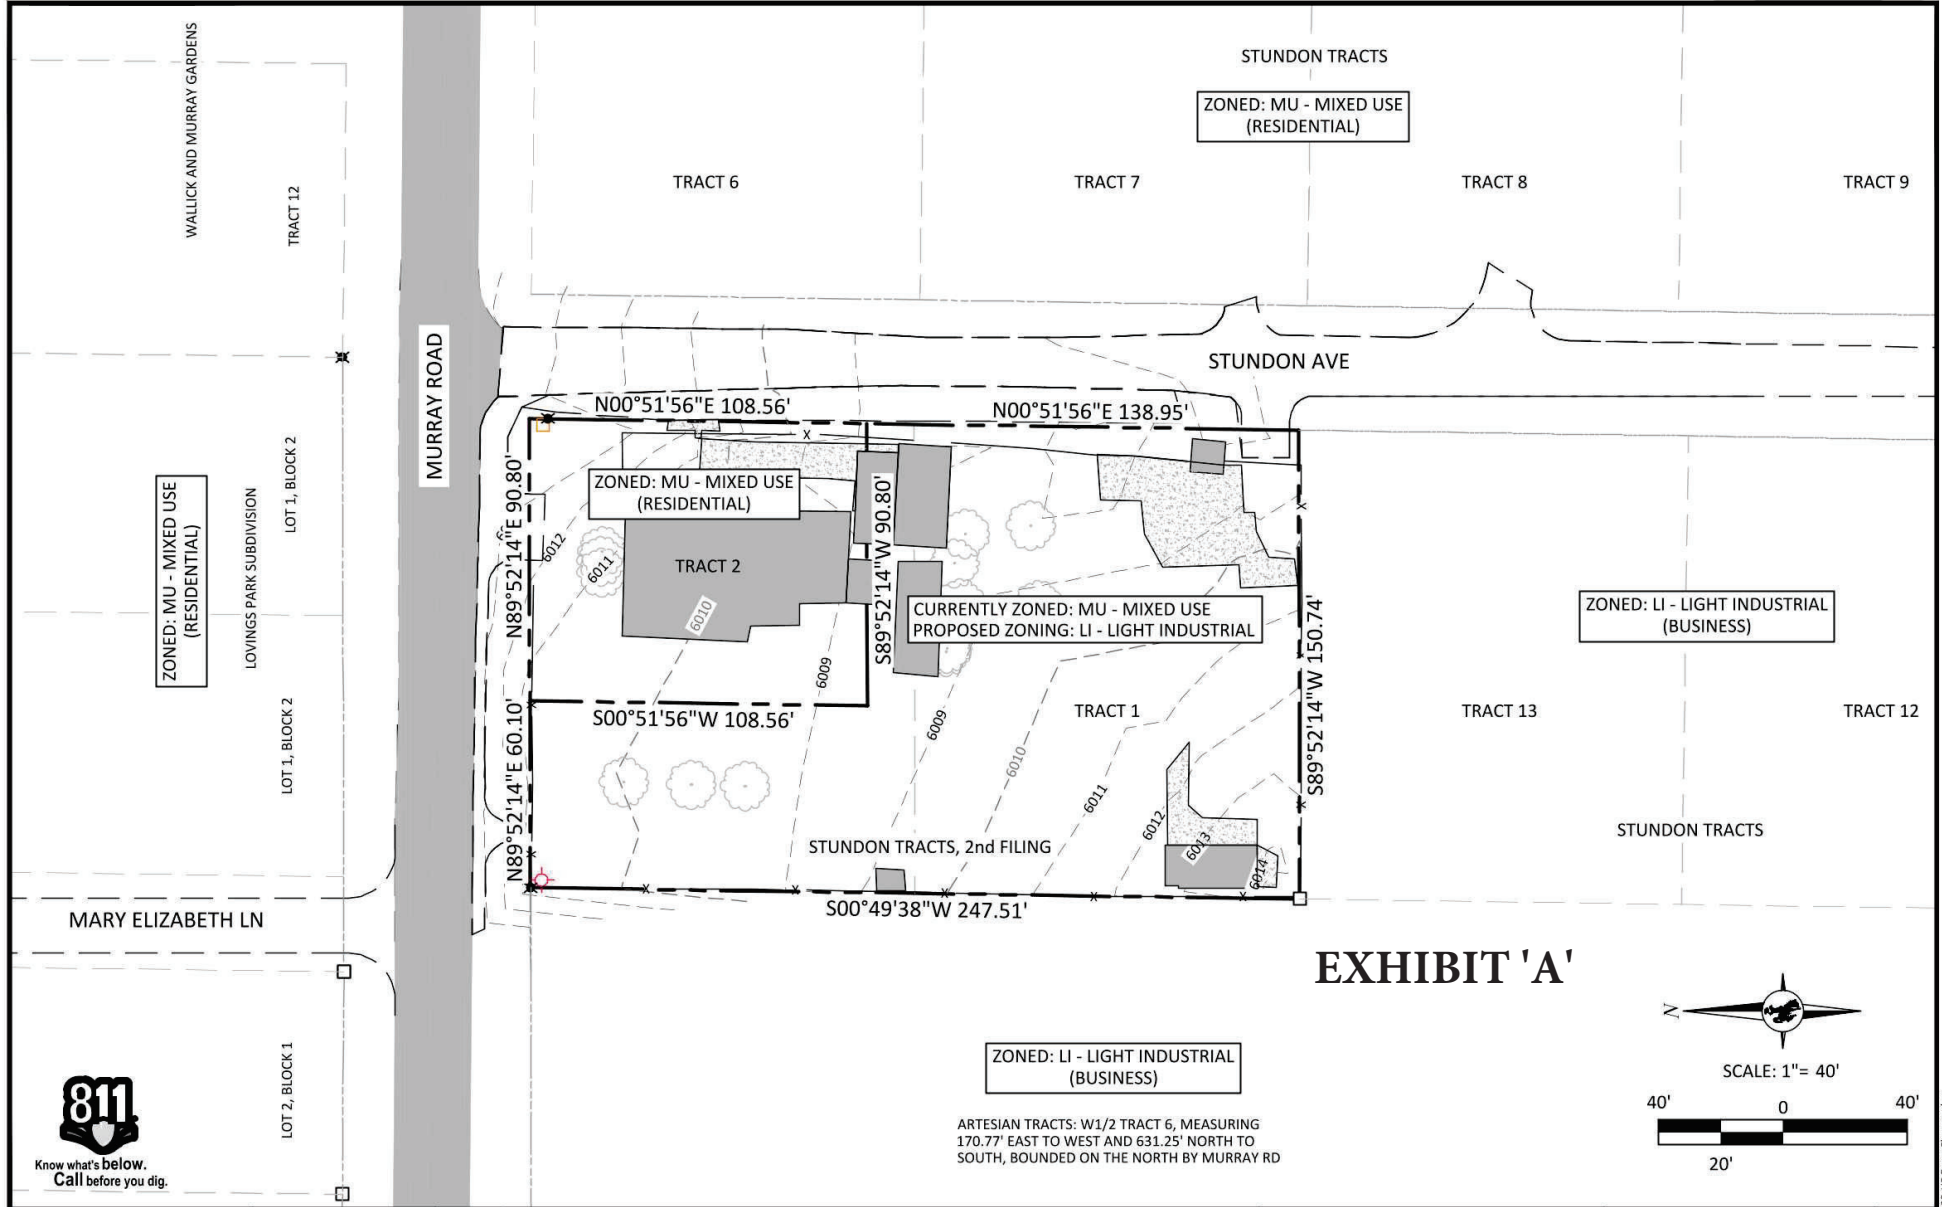 WALLICK AND MURRAY GARDENS
TRACT 12
STUNDON TRACTS
ZONED: MU - MIXED USE
(RESIDENTIAL)
TRACT 6
TRACT 7
TRACT 8
TRACT 9
MURRAY ROAD
STUNDON AVE
N00°51'56"E 108.56'
N00°51'56"E 138.95'
ZONED: MU - MIXED USE
(RESIDENTIAL)
LOVINGS PARK SUBDIVISION
LOT 1, BLOCK 2
LOT 1, BLOCK 2
N89°52'14"E 90.80'
6012
6011
ZONED: MU - MIXED USE
(RESIDENTIAL)
TRACT 2
6010
6009
S89°52'14"W 90.80'
CURRENTLY ZONED: MU - MIXED USE
PROPOSED ZONING: LI - LIGHT INDUSTRIAL
ZONED: LI - LIGHT INDUSTRIAL
(BUSINESS)
S89°52'14"W 150.74'
S00°51'56"W 108.56'
N89°52'14"E 60.10'
TRACT 1
TRACT 13
TRACT 12
6009
6010
6011
6012
6013
6014
STUNDON TRACTS, 2nd FILING
STUNDON TRACTS
S00°49'38"W 247.51'
MARY ELIZABETH LN
EXHIBIT 'A'
LOT 2, BLOCK 1
811
Know what's below.
Call before you dig.
ZONED: LI - LIGHT INDUSTRIAL
(BUSINESS)
ARTESIAN TRACTS: W1/2 TRACT 6, MEASURING
170.77' EAST TO WEST AND 631.25' NORTH TO
SOUTH, BOUNDED ON THE NORTH BY MURRAY RD
N
SCALE: 1"= 40'
40' 0 40'
20'